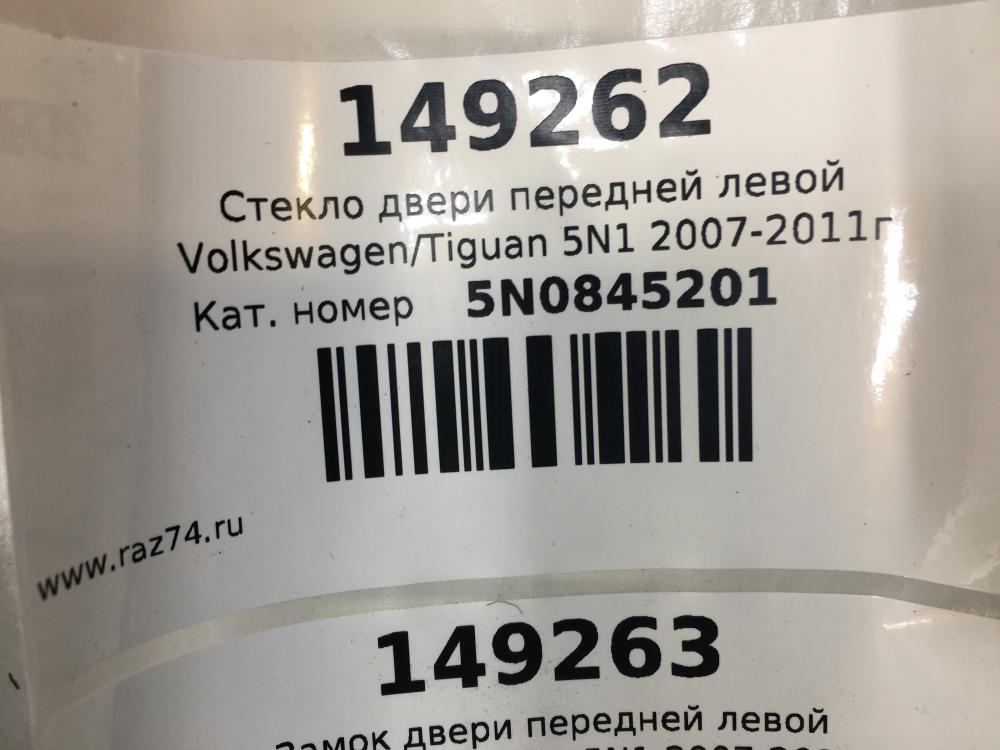 149262
Стекло двери передней левой
Volkswagen/Tiguan 5N1 2007-2011г
Кат. номер 5N0845201
www.raz74.ru
149263
Замок двери передней левой